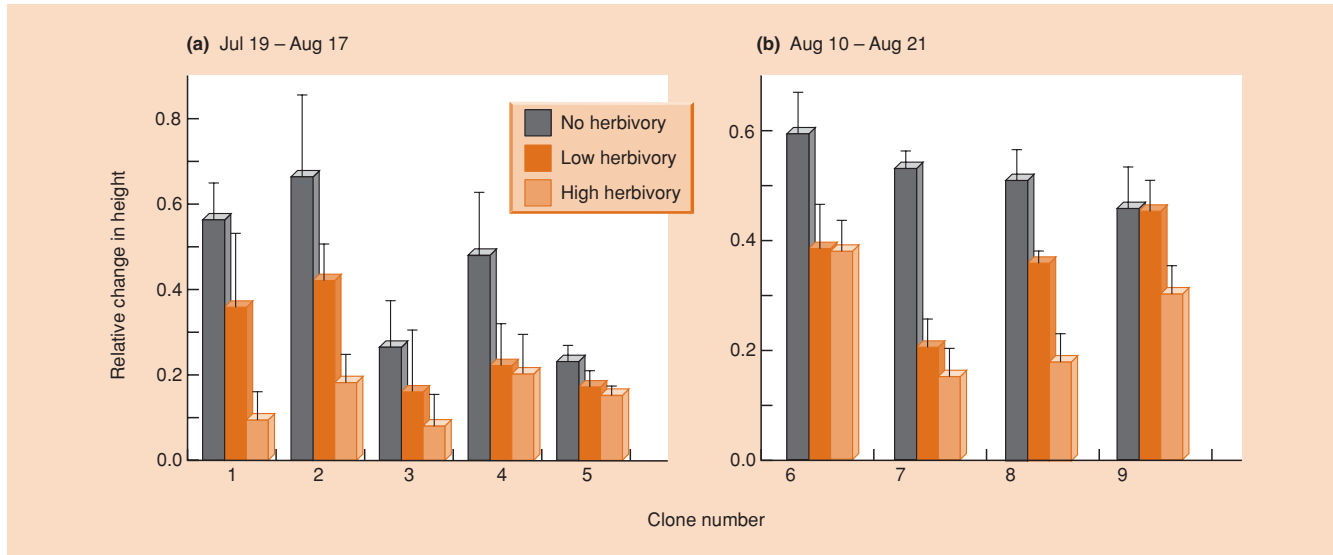 (a) Jul 19 – Aug 17
(b) Aug 10 – Aug 21
Relative change in height
0.8
0.6
0.4
0.2
0.0
No herbivory
Low herbivory
High herbivory
0.6
0.4
0.2
0.0
1 2 3 4 5
6 7 8 9
Clone number